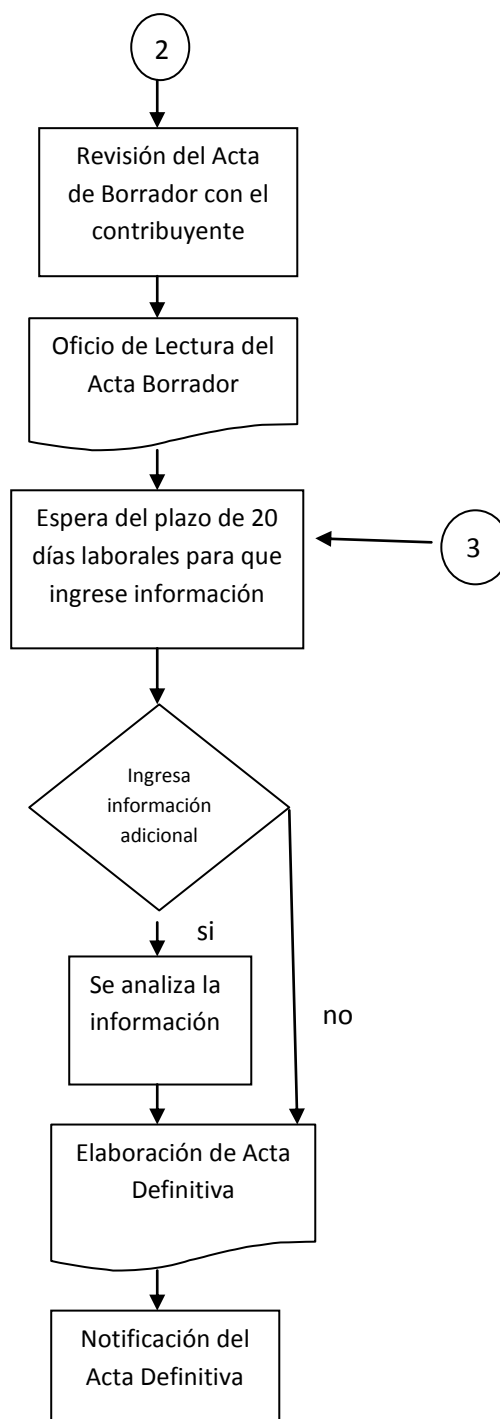 2
Revisión del Acta
de Borrador con el
contribuyente
Oficio de Lectura del
Acta Borrador
Espera del plazo de 20
días laborales para que
ingrese información
3
Ingresa
información
adicional
si
Se analiza la
información
no
Elaboración de Acta
Definitiva
Notificación del
Acta Definitiva